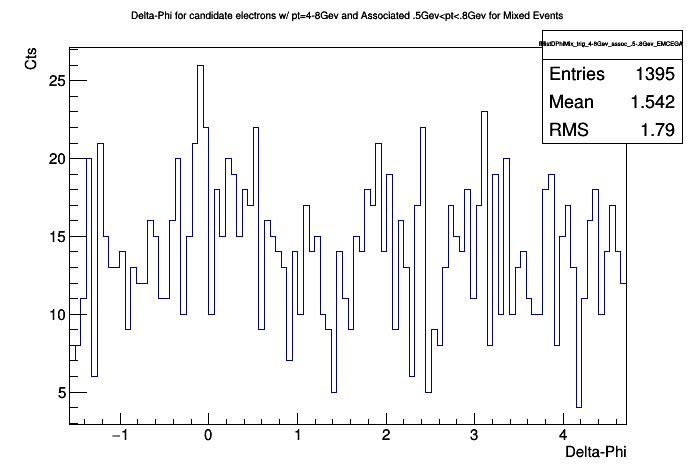 Delta-Phi for candidate electrons w/ pt=4-8Gev and Associated .5Gev<pt<.8Gev for Mixed Events
Cts
Entries 1395
Mean 1.542
RMS 1.79
25
20
15
10
5
−1 0 1 2 3 4
Delta-Phi